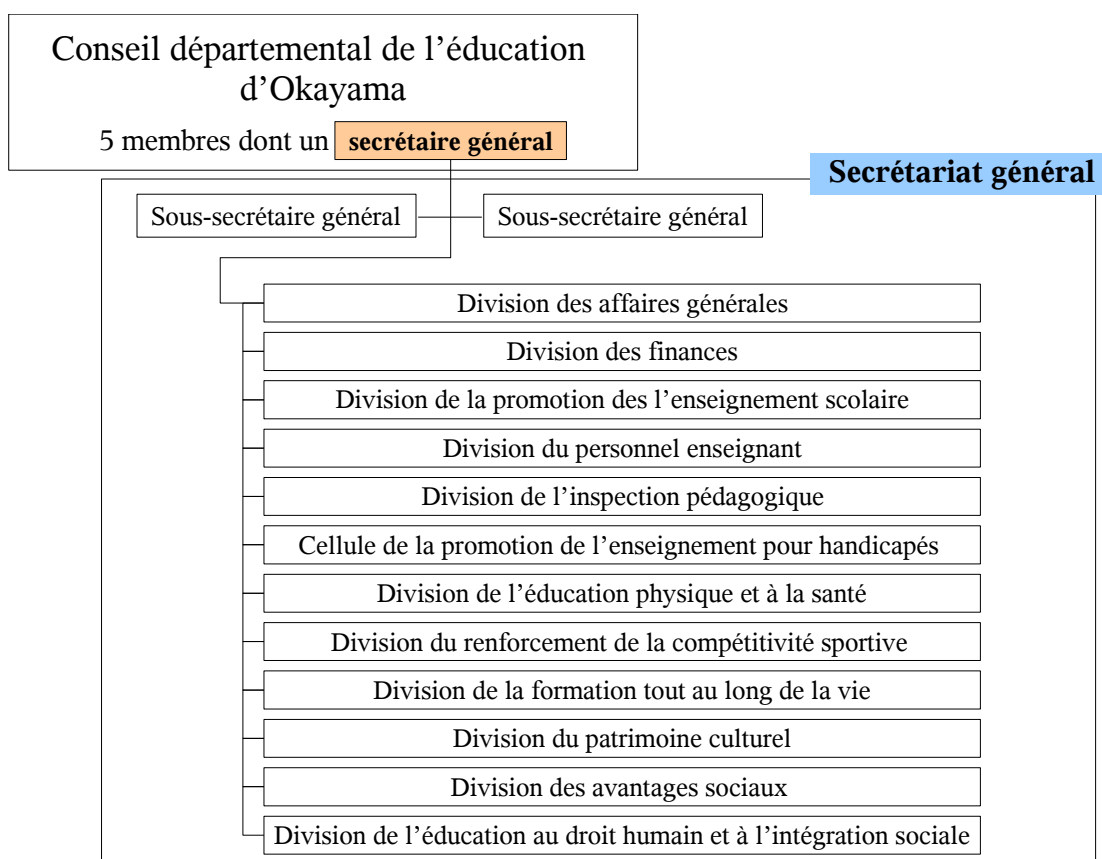 Conseil départemental de l’éducation
d’Okayama
5 membres dont un secrétaire général
Secrétariat général
Sous-secrétaire général
Sous-secrétaire général
Division des affaires générales
Division des finances
Division de la promotion des l’enseignement scolaire
Division du personnel enseignant
Division de l’inspection pédagogique
Cellule de la promotion de l’enseignement pour handicapés
Division de l’éducation physique et à la santé
Division du renforcement de la compétitivité sportive
Division de la formation tout au long de la vie
Division du patrimoine culturel
Division des avantages sociaux
Division de l’éducation au droit humain et à l’intégration sociale